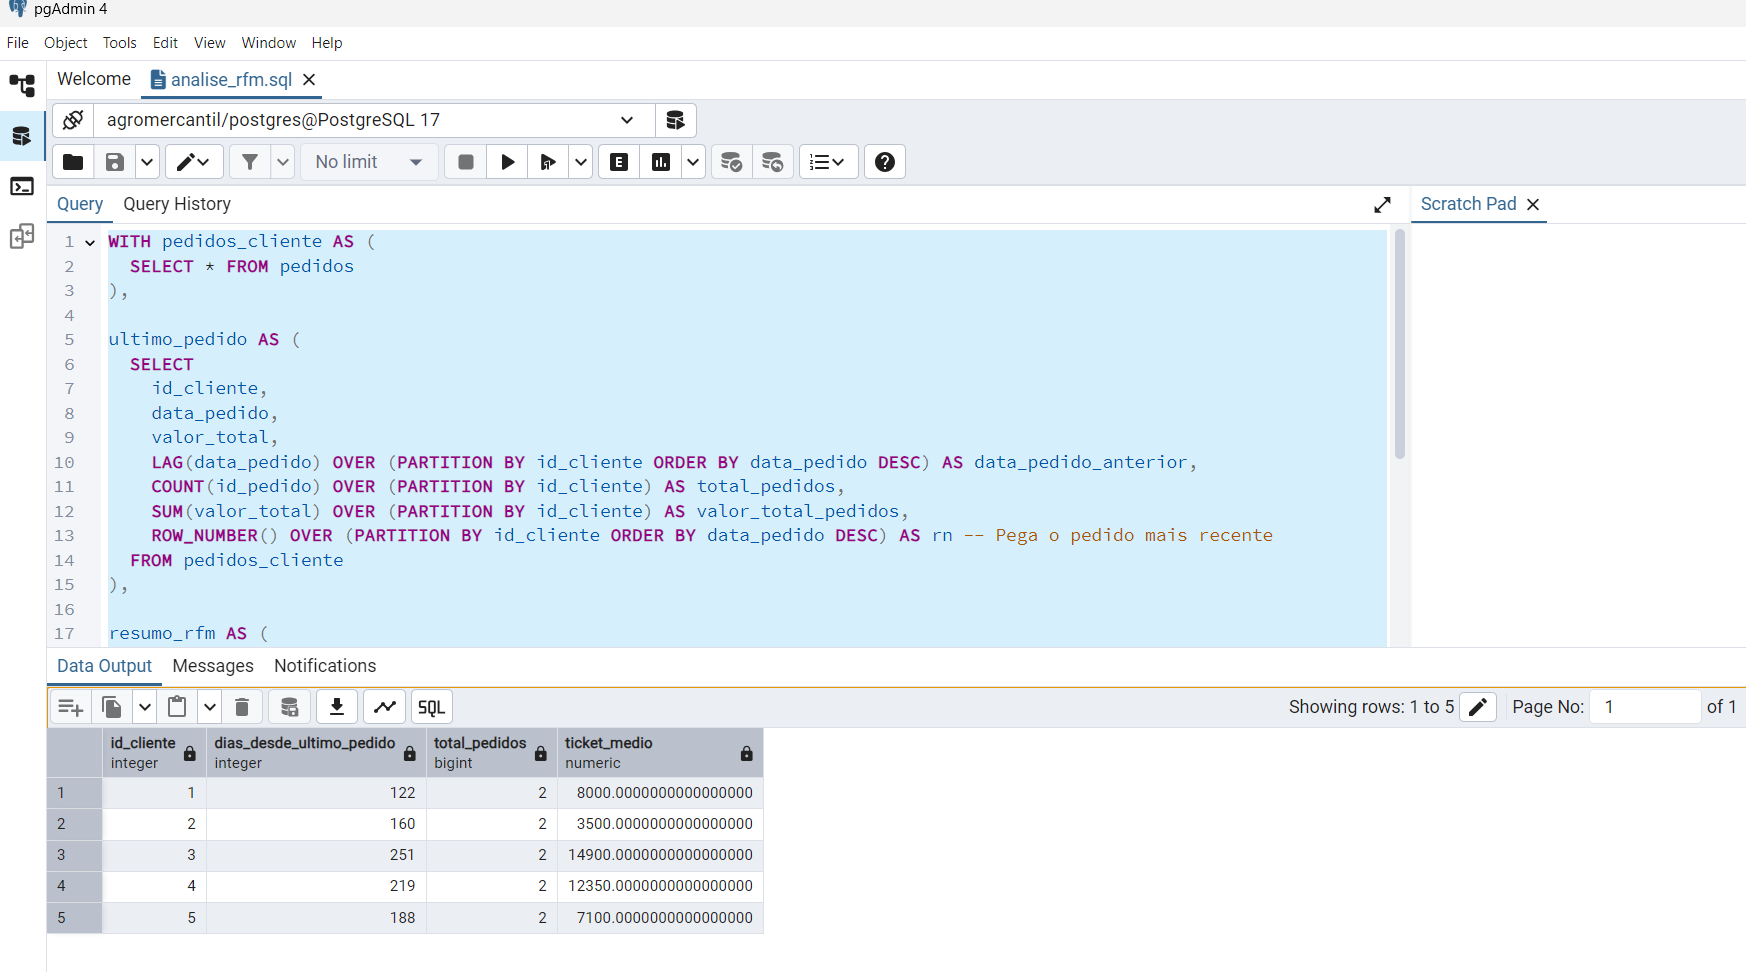 pgAdmin 4
File Object Tools Edit View Window Help
Welcome analise_rfm.sql
agromercantil/postgres@PostgreSQL 17
No limit E
Query Query History Scratch Pad
1 WITH pedidos_cliente AS (
2 SELECT * FROM pedidos
3 ),
4
5 ultimo_pedido AS (
6 SELECT
7 id_cliente,
8 data_pedido,
9 valor_total,
10 LAG(data_pedido) OVER (PARTITION BY id_cliente ORDER BY data_pedido DESC) AS data_pedido_anterior,
11 COUNT(id_pedido) OVER (PARTITION BY id_cliente) AS total_pedidos,
12 SUM(valor_total) OVER (PARTITION BY id_cliente) AS valor_total_pedidos,
13 ROW_NUMBER() OVER (PARTITION BY id_cliente ORDER BY data_pedido DESC) AS rn -- Pega o pedido mais recente
14 FROM pedidos_cliente
15 ),
16
17 resumo_rfm AS (
Data Output Messages Notifications
SQL Showing rows: 1 to 5 Page No: 1 of 1
id_cliente dias_desde_ultimo_pedido total_pedidos ticket_medio
integer integer bigint numeric
1 1 122 2 8000.0000000000000000
2 2 160 2 3500.0000000000000000
3 3 251 2 14900.0000000000000000
4 4 219 2 12350.0000000000000000
5 5 188 2 7100.0000000000000000